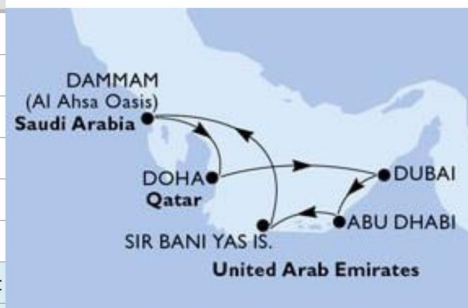 DAMMAM
(Al Ahsa Oasis)
Saudi Arabia
DOHA
Qatar
DUBAI
ABU DHABI
SIR BANI YAS IS.
United Arab Emirates